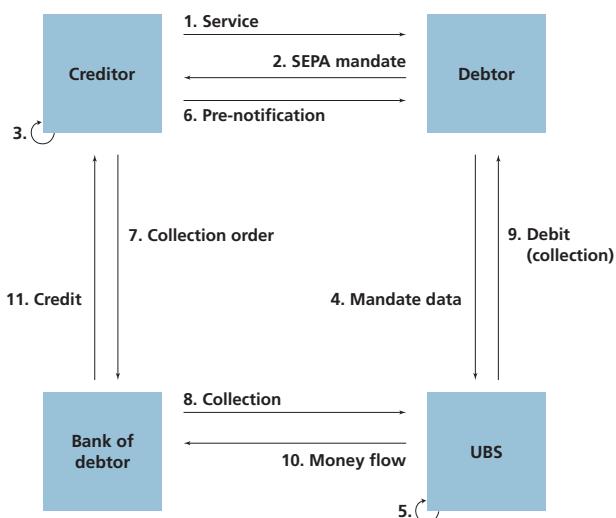 1. Service
Creditor
2. SEPA mandate
Debtor
6. Pre-notification
3.
7. Collection order
9. Debit
(collection)
11. Credit
4. Mandate data
8. Collection
Bank of
debtor
UBS
10. Money flow
5.